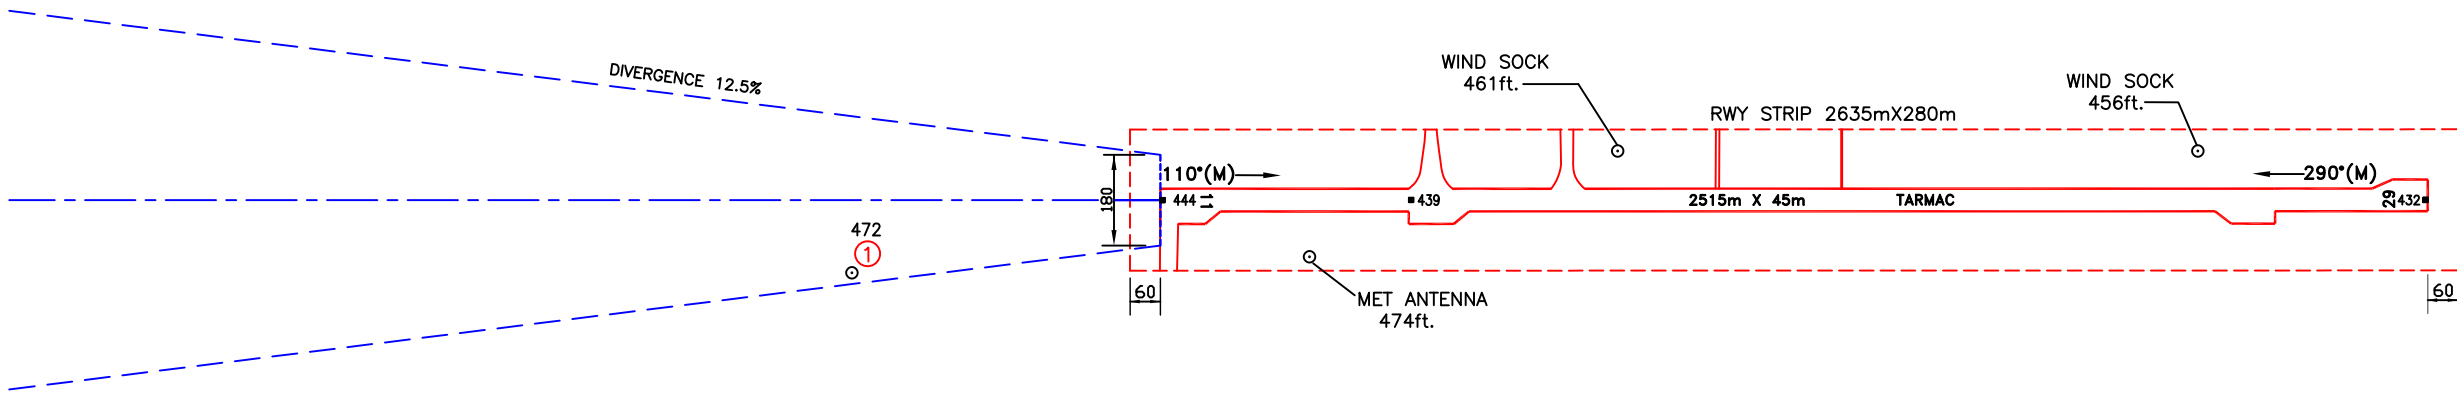 DIVERGENCE 12.5%
WIND SOCK
461ft.
WIND SOCK
456ft.
RWY STRIP 2635mX280m
110°(M)
290°(M)
180
444
11
439
2515m X 45m
TARMAC
29
432
472
1
60
MET ANTENNA
474ft.
60